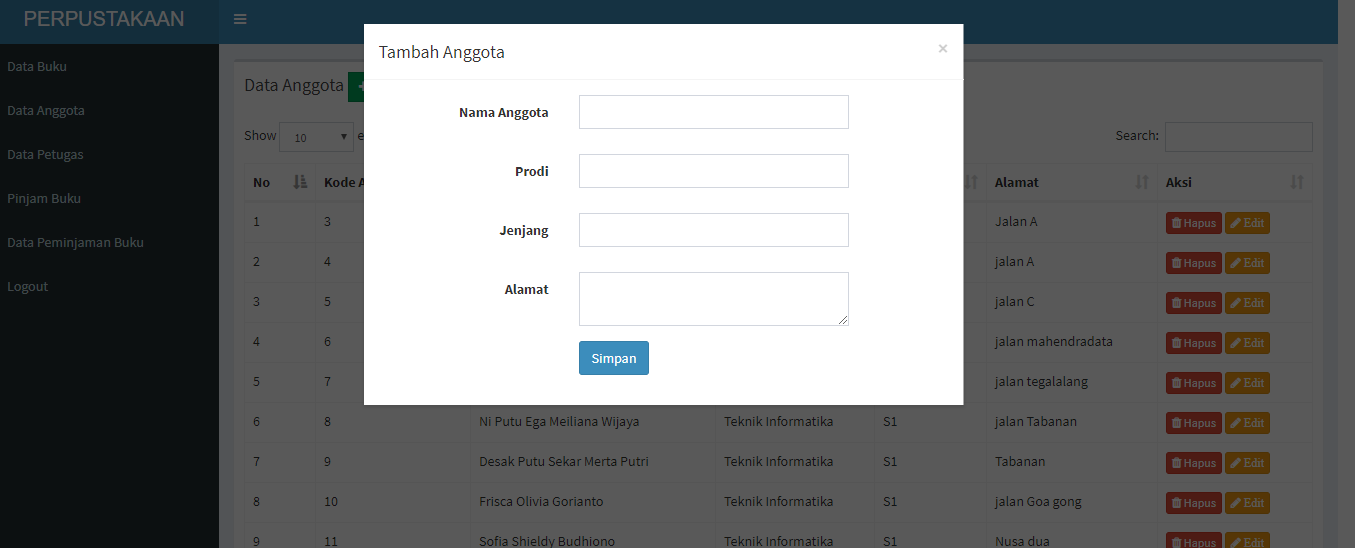 PERPUSTAKAAN
Data Buku
Data Anggota
Data Petugas
Pinjam Buku
Data Peminjaman Buku
Logout
Tambah Anggota ×
Nama Anggota
Prodi
Jenjang
Alamat
Simpan
Data Anggota
Show 10 e Search:
No Kode A Alamat Aksi
1 3 Jalan A Hapus Edit
2 4 jalan A Hapus Edit
3 5 jalan C Hapus Edit
4 6 jalan mahendradata Hapus Edit
5 7 jalan tegalalang Hapus Edit
6 8 Ni Putu Ega Meiliana Wijaya Teknik Informatika S1 jalan Tabanan Hapus Edit
7 9 Desak Putu Sekar Merta Putri Teknik Informatika S1 Tabanan Hapus Edit
8 10 Frisca Olivia Gorianto Teknik Informatika S1 jalan Goa gong Hapus Edit
9 11 Sofia Shieldy Budhiono Teknik Informatika S1 Nusa dua Hapus Edit